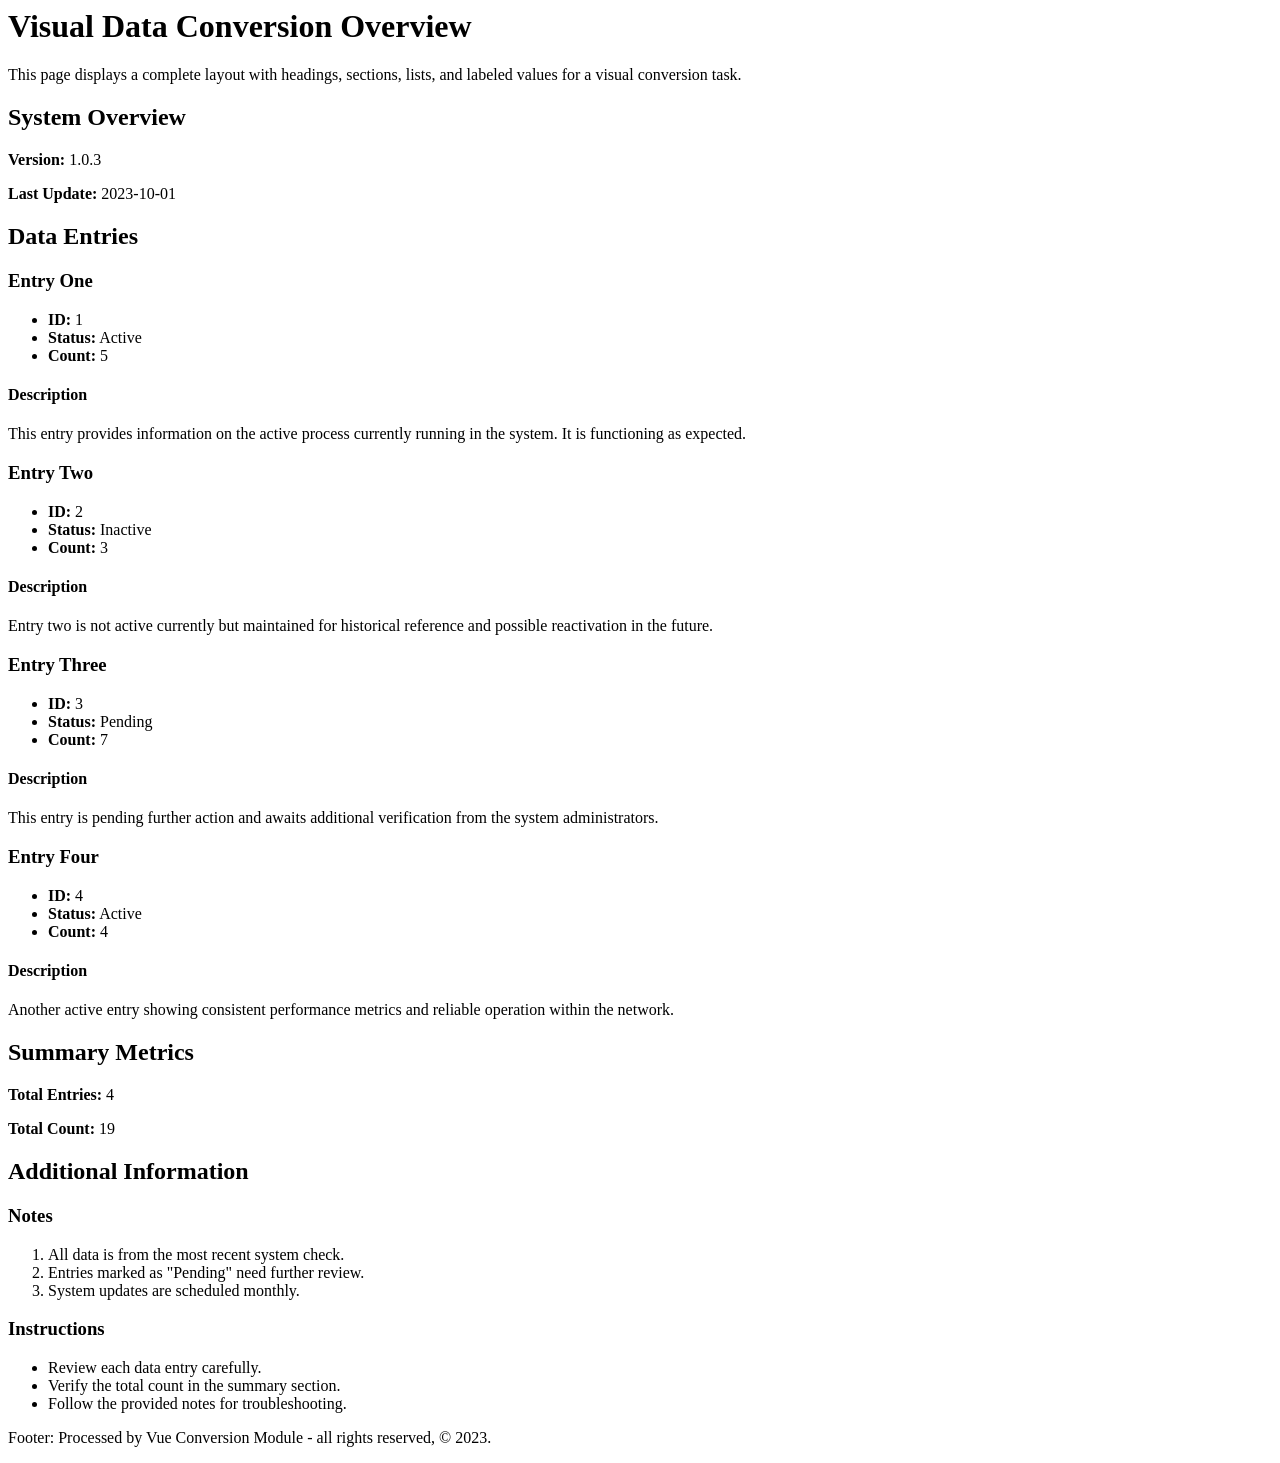 Visual Data Conversion Overview
This page displays a complete layout with headings, sections, lists, and labeled values for a visual conversion task.
System Overview
Version: 1.0.3
Last Update: 2023-10-01
Data Entries
Entry One
• ID: 1
• Status: Active
• Count: 5
Description
This entry provides information on the active process currently running in the system. It is functioning as expected.
Entry Two
• ID: 2
• Status: Inactive
• Count: 3
Description
Entry two is not active currently but maintained for historical reference and possible reactivation in the future.
Entry Three
• ID: 3
• Status: Pending
• Count: 7
Description
This entry is pending further action and awaits additional verification from the system administrators.
Entry Four
• ID: 4
• Status: Active
• Count: 4
Description
Another active entry showing consistent performance metrics and reliable operation within the network.
Summary Metrics
Total Entries: 4
Total Count: 19
Additional Information
Notes
1. All data is from the most recent system check.
2. Entries marked as "Pending" need further review.
3. System updates are scheduled monthly.
Instructions
• Review each data entry carefully.
• Verify the total count in the summary section.
• Follow the provided notes for troubleshooting.
Footer: Processed by Vue Conversion Module - all rights reserved, © 2023.